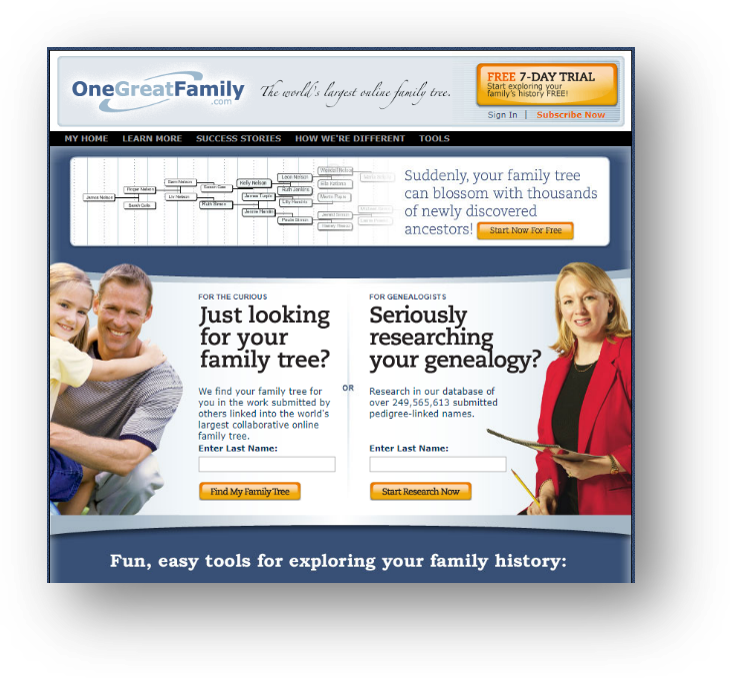 OneGreatFamily
.com
The world's largest online family tree.
FREE 7-DAY TRIAL
Start exploring your
family's history FREE!
Sign In | Subscribe Now
MY HOME LEARN MORE SUCCESS STORIES HOW WE'RE DIFFERENT TOOLS
Suddenly, your family tree
can blossom with thousands
of newly discovered
ancestors! Start Now For Free
Holly Nelson
FOR THE CURIOUS
Just looking
for your
family tree?
We find your family tree for
you in the work submitted by
others linked into the world's
largest collaborative online
family tree.
Enter Last Name:
Find My Family Tree
OR
FOR GENEALOGISTS
Seriously
researching
your genealogy?
Research in our database of
over 249,565,613 submitted
pedigree-linked names.
Enter Last Name:
Start Research Now
Fun, easy tools for exploring your family history: